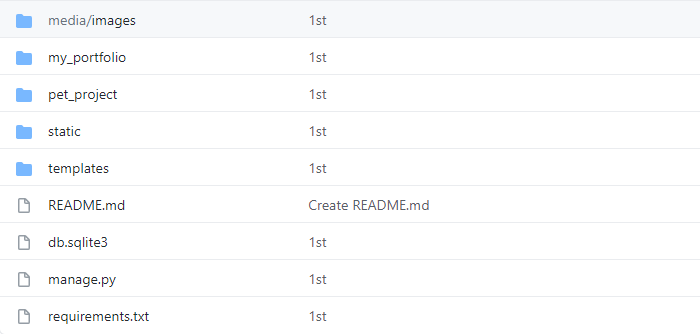 media/images 1st
my_portfolio 1st
pet_project 1st
static 1st
templates 1st
README.md Create README.md
db.sqlite3 1st
manage.py 1st
requirements.txt 1st